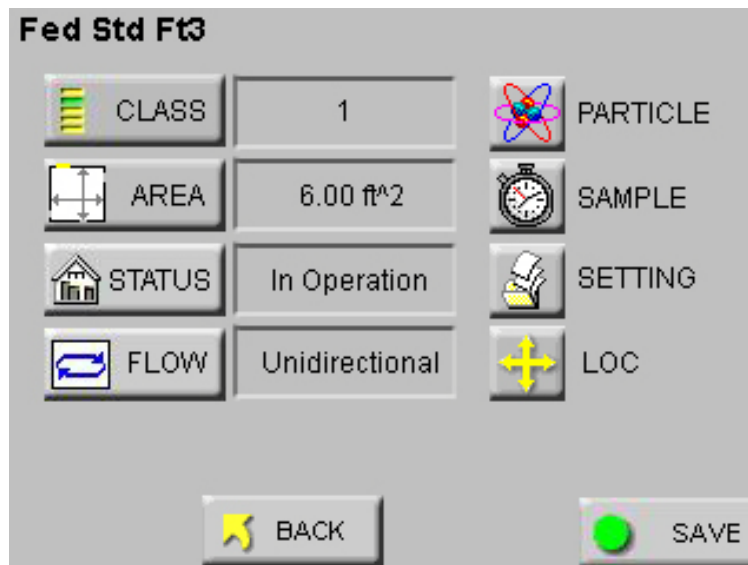 Fed Std Ft3
CLASS 1 PARTICLE
AREA 6.00 ft^2 SAMPLE
STATUS In Operation SETTING
FLOW Unidirectional LOC
BACK SAVE